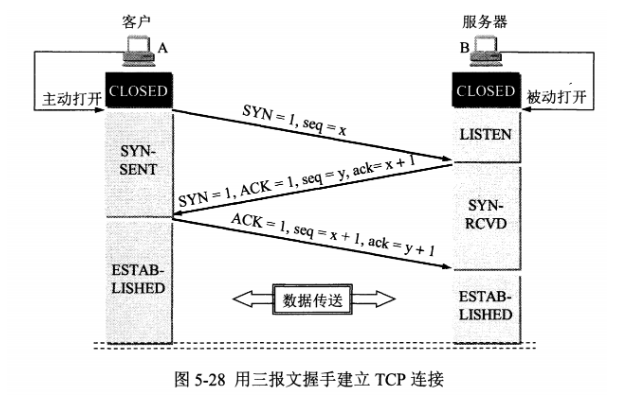 客户
服务器
A
B
CLOSED
CLOSED
主动打开
被动打开
SYN = 1, seq = x
LISTEN
SYN-
SENT
SYN = 1, ACK = 1, seq = y, ack= x + 1
SYN-
RCVD
ACK = 1, seq = x + 1, ack = y + 1
ESTAB-
LISHED
数据传送
ESTAB-
LISHED
图 5-28 用三报文握手建立 TCP 连接